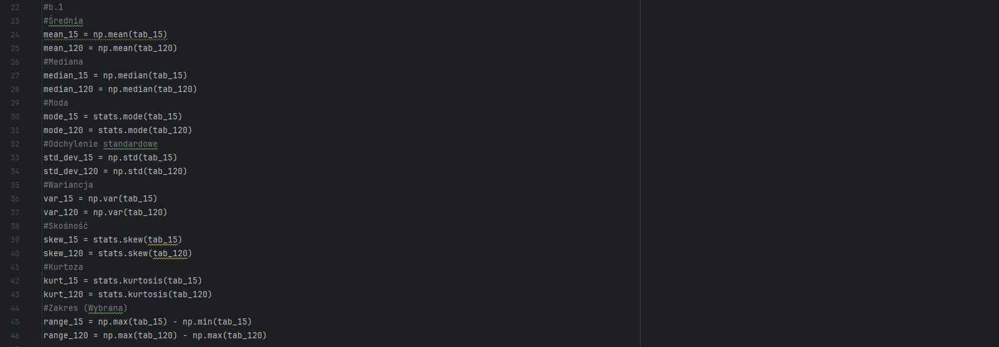 22 #b.1
23 #Średnia
24 mean_15 = np.mean(tab_15)
25 mean_120 = np.mean(tab_120)
26 #Mediana
27 median_15 = np.median(tab_15)
28 median_120 = np.median(tab_120)
29 #Moda
30 mode_15 = stats.mode(tab_15)
31 mode_120 = stats.mode(tab_120)
32 #Odchylenie standardowe
33 std_dev_15 = np.std(tab_15)
34 std_dev_120 = np.std(tab_120)
35 #Wariancja
36 var_15 = np.var(tab_15)
37 var_120 = np.var(tab_120)
38 #Skośność
39 skew_15 = stats.skew(tab_15)
40 skew_120 = stats.skew(tab_120)
41 #Kurtoza
42 kurt_15 = stats.kurtosis(tab_15)
43 kurt_120 = stats.kurtosis(tab_120)
44 #Zakres (Wybrana)
45 range_15 = np.max(tab_15) - np.min(tab_15)
46 range_120 = np.max(tab_120) - np.max(tab_120)